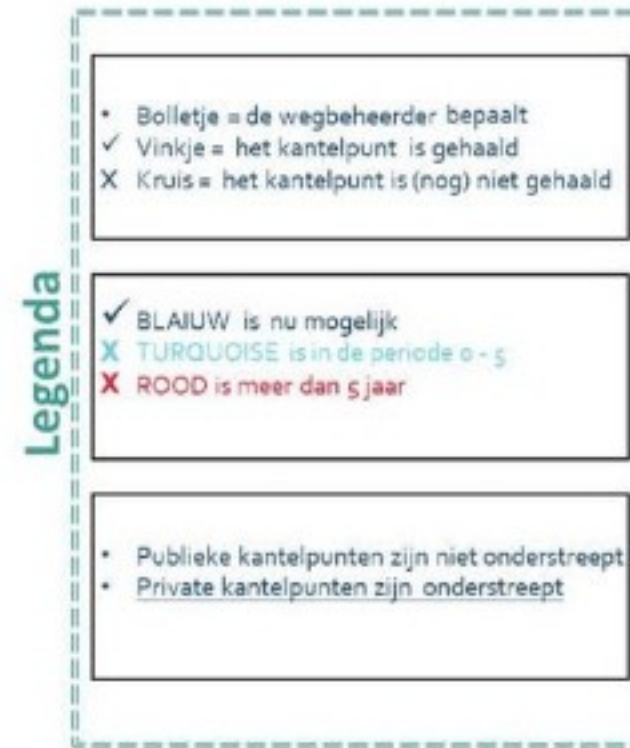 Legenda
• Bolletje = de wegbeheerder bepaalt
✓ Vinkje = het kantelpunt is gehaald
X Kruis = het kantelpunt is (nog) niet gehaald
✓ BLAIUW is nu mogelijk
X TURQUOISE is in de periode 0 - 5
X ROOD is meer dan 5 jaar
• Publieke kantelpunten zijn niet onderstreept
• Private kantelpunten zijn onderstreept